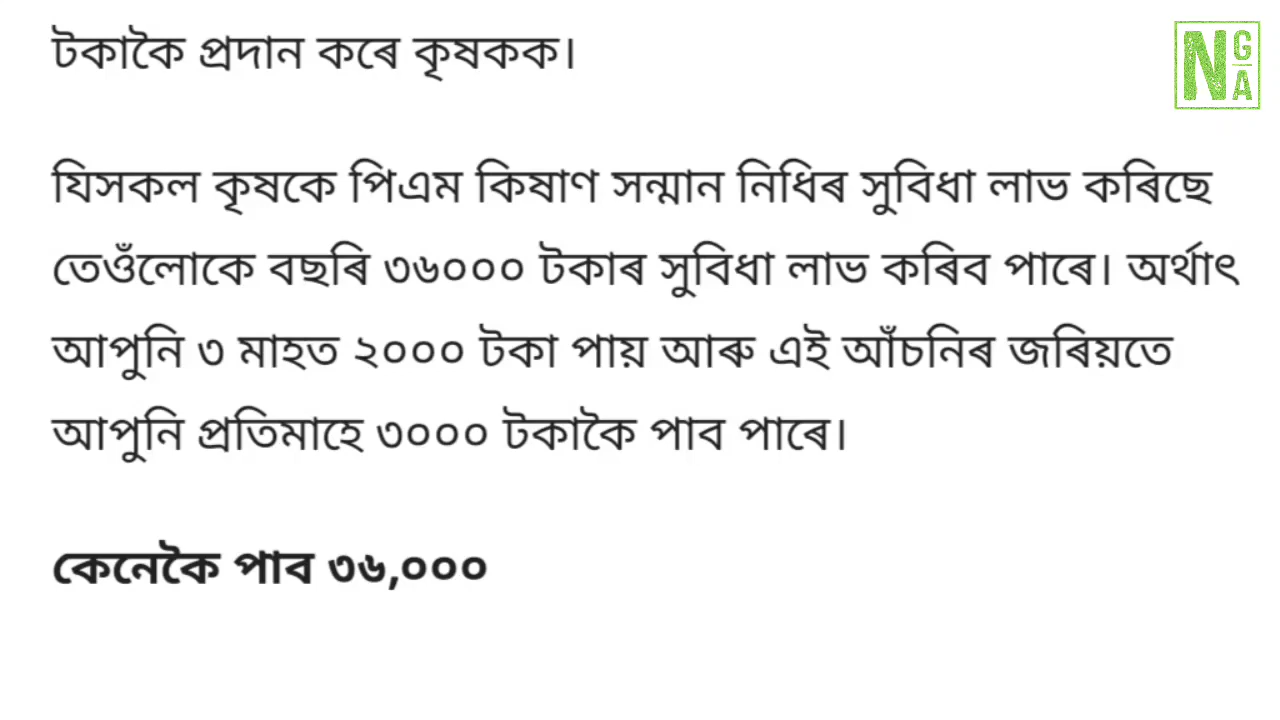 টকাকৈ প্ৰদান কৰে কৃষকক।
NGA
যিসকল কৃষকে পিএম কিষাণ সন্মান নিধিৰ সুবিধা লাভ কৰিছে
তেওঁলোকে বছৰি ৩৬০০০ টকাৰ সুবিধা লাভ কৰিব পাৰে। অৰ্থাৎ
আপুনি ৩ মাহত ২০০০ টকা পায় আৰু এই আঁচনিৰ জৰিয়তে
আপুনি প্ৰতিমাহে ৩০০০ টকাকৈ পাব পাৰে।
কেনেকৈ পাব ৩৬,০০০